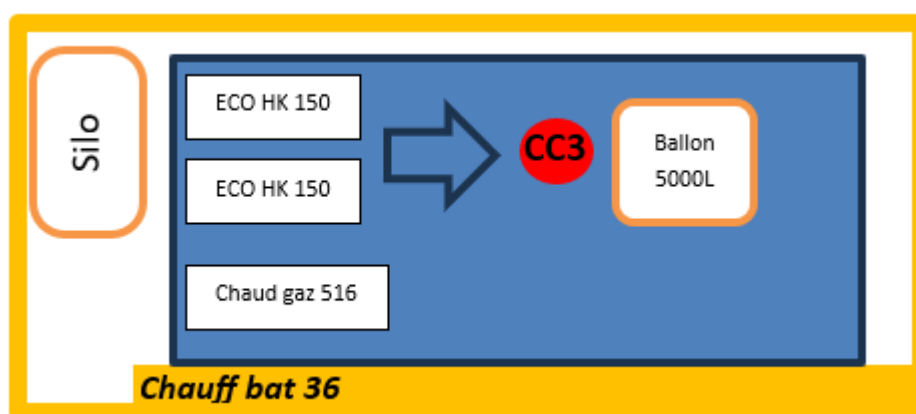 Silo
ECO HK 150
ECO HK 150
Chaud gaz 516
CC3
Ballon
5000L
Chauff bat 36